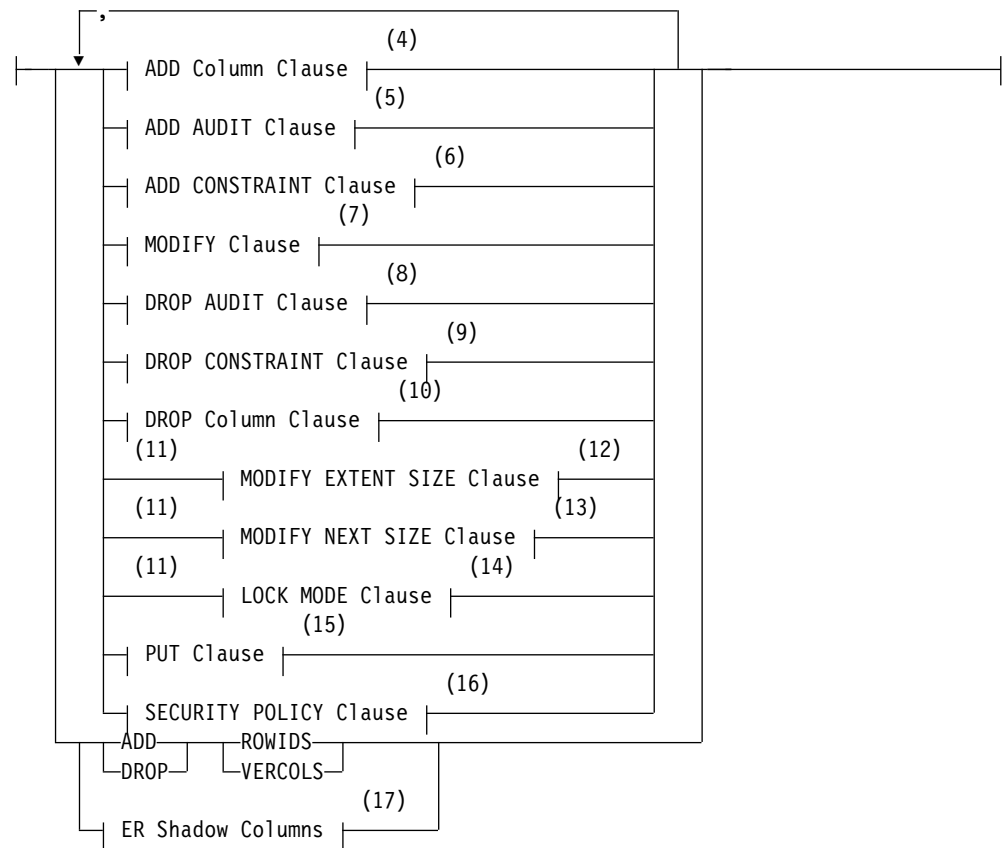 ,
(4)
ADD Column Clause
(5)
ADD AUDIT Clause
(6)
ADD CONSTRAINT Clause
(7)
MODIFY Clause
(8)
DROP AUDIT Clause
(9)
DROP CONSTRAINT Clause
(10)
DROP Column Clause
(11) (12)
MODIFY EXTENT SIZE Clause
(11) (13)
MODIFY NEXT SIZE Clause
(11) (14)
LOCK MODE Clause
(15)
PUT Clause
(16)
SECURITY POLICY Clause
ADD ROWIDS
DROP VERCOLS
(17)
ER Shadow Columns